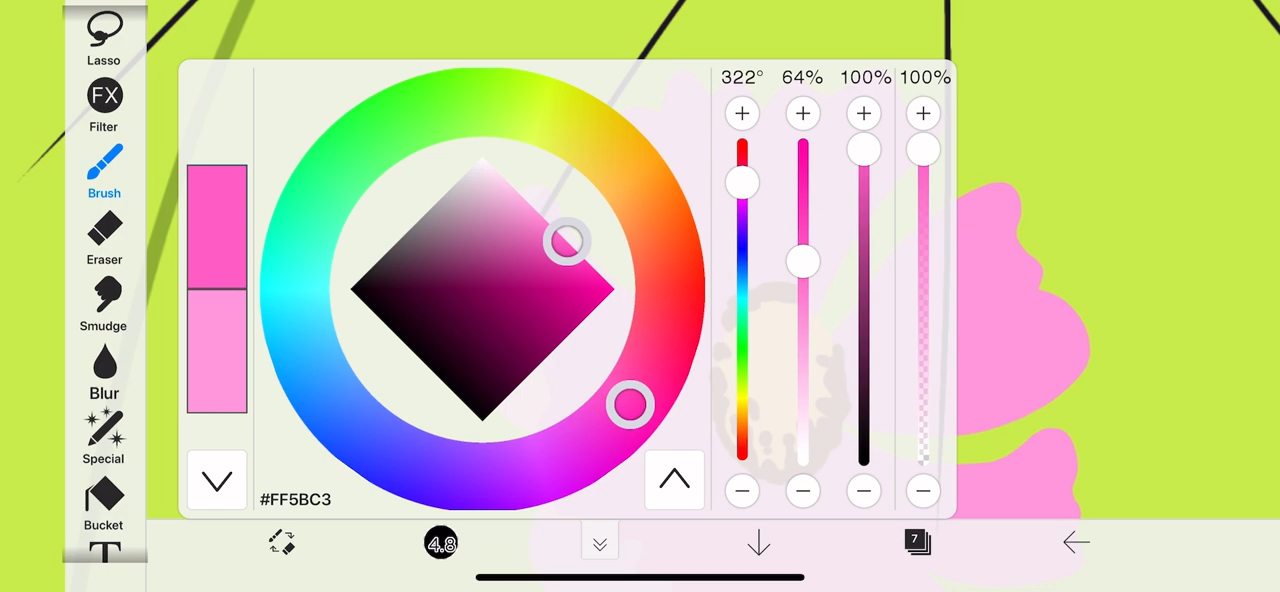 Lasso
FX
Filter
Brush
Eraser
Smudge
Blur
Special
Bucket
T
322° 64% 100% 100%
#FF5BC3
4.8
7